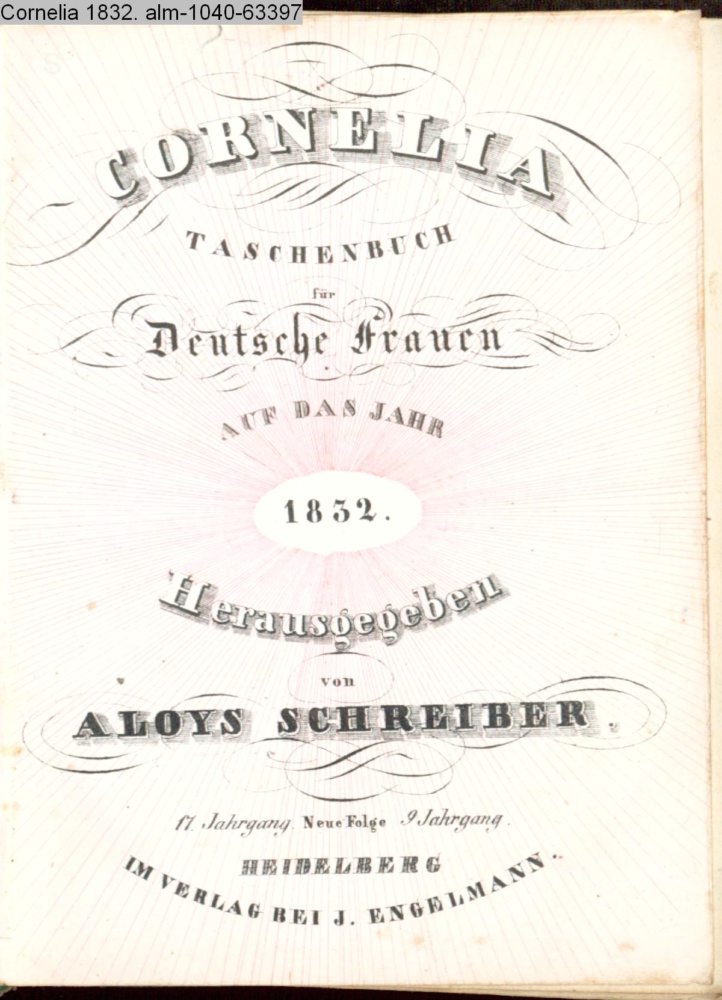 Cornelia 1832. alm-1040-63397
CORNELIA
TASCHENBUCH
für
Deutsche Frauen
AUF DAS JAHR
1832.
Herausgegeben
von
ALOYS SCHREIBER.
17. Jahrgang. Neue Folge 9 Jahrgang.
HEIDELBERG
IM VERLAG BEI J. ENGELMANN.